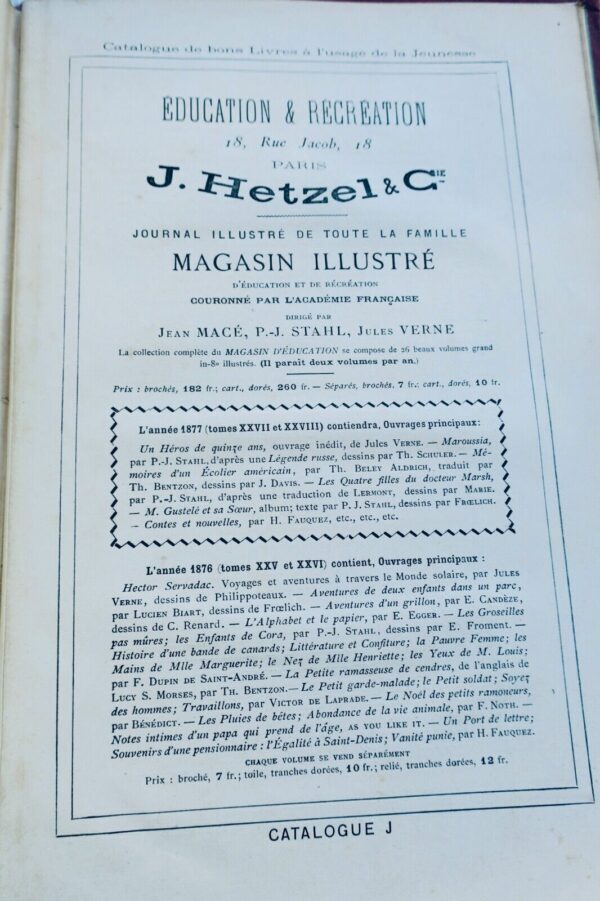 Catalogue de bons Livres à l'usage de la Jeunesse
ÉDUCATION & RÉCRÉATION
18, Rue Jacob, 18
PARIS
J. Hetzel & Cie
JOURNAL ILLUSTRÉ DE TOUTE LA FAMILLE
MAGASIN ILLUSTRÉ
D'ÉDUCATION ET DE RÉCRÉATION
COURONNÉ PAR L'ACADÉMIE FRANÇAISE
DIRIGÉ PAR
JEAN MACÉ, P.-J. STAHL, JULES VERNE
La collection complète du MAGASIN D'ÉDUCATION se compose de 26 beaux volumes grand
in-8º illustrés. (Il paraît deux volumes par an.)
Prix : brochés, 182 fr.; cart., dorés, 260 fr. — Séparés, brochés, 7 fr.; cart., dorés, 10 fr.
L'année 1877 (tomes XXVII et XXVIII) contiendra, Ouvrages principaux:
Un Héros de quinze ans, ouvrage inédit, de JULES VERNE. — Maroussia,
par P.-J. STAHL, d'après une Légende russe, dessins par TH. SCHULER. — Mé-
moires d'un Écolier américain, par TH. BELEY ALDRICH, traduit par
TH. BENTZON, dessins par J. DAVIS. — Les Quatre filles du docteur Marsh,
par P.-J. STAHL, d'après une traduction de LERMONT, dessins par MARIE.
— M. Gustelé et sa Sœur, album; texte par P. J. STAHL, dessins par FRŒLICH.
— Contes et nouvelles, par H. FAUQUEZ, etc., etc., etc.
L'année 1876 (tomes XXV et XXVI) contient, Ouvrages principaux :
Hector Servadac. Voyages et aventures à travers le Monde solaire, par JULES
VERNE, dessins de Philippoteaux. — Aventures de deux enfants dans un parc,
par LUCIEN BIART, dessins de Frœlich. — Aventures d'un grillon, par E. CANDÈZE,
dessins de C. Renard. — L'Alphabet et le papier, par E. EGGER. — Les Groseilles
pas mûres; les Enfants de Cora, par P.-J. STAHL, dessins par E. Froment. —
Histoire d'une bande de canards; Littérature et Confiture; la Pauvre Femme; les
Mains de Mlle Marguerite; le Nez de Mlle Henriette; les Yeux de M. Louis;
par F. DUPIN DE SAINT-ANDRÉ. — La Petite ramasseuse de cendres, de l'anglais de
LUCY S. MORSES, par TH. BENTZON. — Le Petit garde-malade; le Petit soldat; Soyez
des hommes; Travaillons, par VICTOR DE LAPRADE. — Le Noël des petits ramoneurs,
par BÉNÉDICT. — Les Pluies de bêtes; Abondance de la vie animale, par F. NOTH. —
Notes intimes d'un papa qui prend de l'âge, AS YOU LIKE IT. — Un Port de lettre;
Souvenirs d'une pensionnaire : l'Égalité à Saint-Denis; Vanité punie, par H. FAUQUEZ.
CHAQUE VOLUME SE VEND SÉPARÉMENT
Prix : broché, 7 fr.; toile, tranches dorées, 10 fr.; relié, tranches dorées, 12 fr.
CATALOGUE J